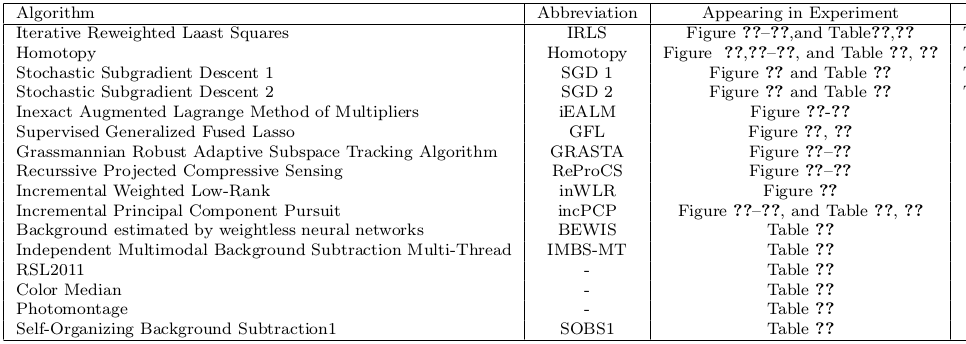 Algorithm Abbreviation Appearing in Experiment
Iterative Reweighted Laast Squares IRLS Figure ??–??,and Table??,??
Homotopy Homotopy Figure ??,??–??, and Table ??, ??
Stochastic Subgradient Descent 1 SGD 1 Figure ?? and Table ??
Stochastic Subgradient Descent 2 SGD 2 Figure ?? and Table ??
Inexact Augmented Lagrange Method of Multipliers iEALM Figure ??-??
Supervised Generalized Fused Lasso GFL Figure ??, ??
Grassmannian Robust Adaptive Subspace Tracking Algorithm GRASTA Figure ??–??
Recurssive Projected Compressive Sensing ReProCS Figure ??–??
Incremental Weighted Low-Rank inWLR Figure ??
Incremental Principal Component Pursuit incPCP Figure ??–??, and Table ??, ??
Background estimated by weightless neural networks BEWIS Table ??
Independent Multimodal Background Subtraction Multi-Thread IMBS-MT Table ??
RSL2011 - Table ??
Color Median - Table ??
Photomontage - Table ??
Self-Organizing Background Subtraction1 SOBS1 Table ??